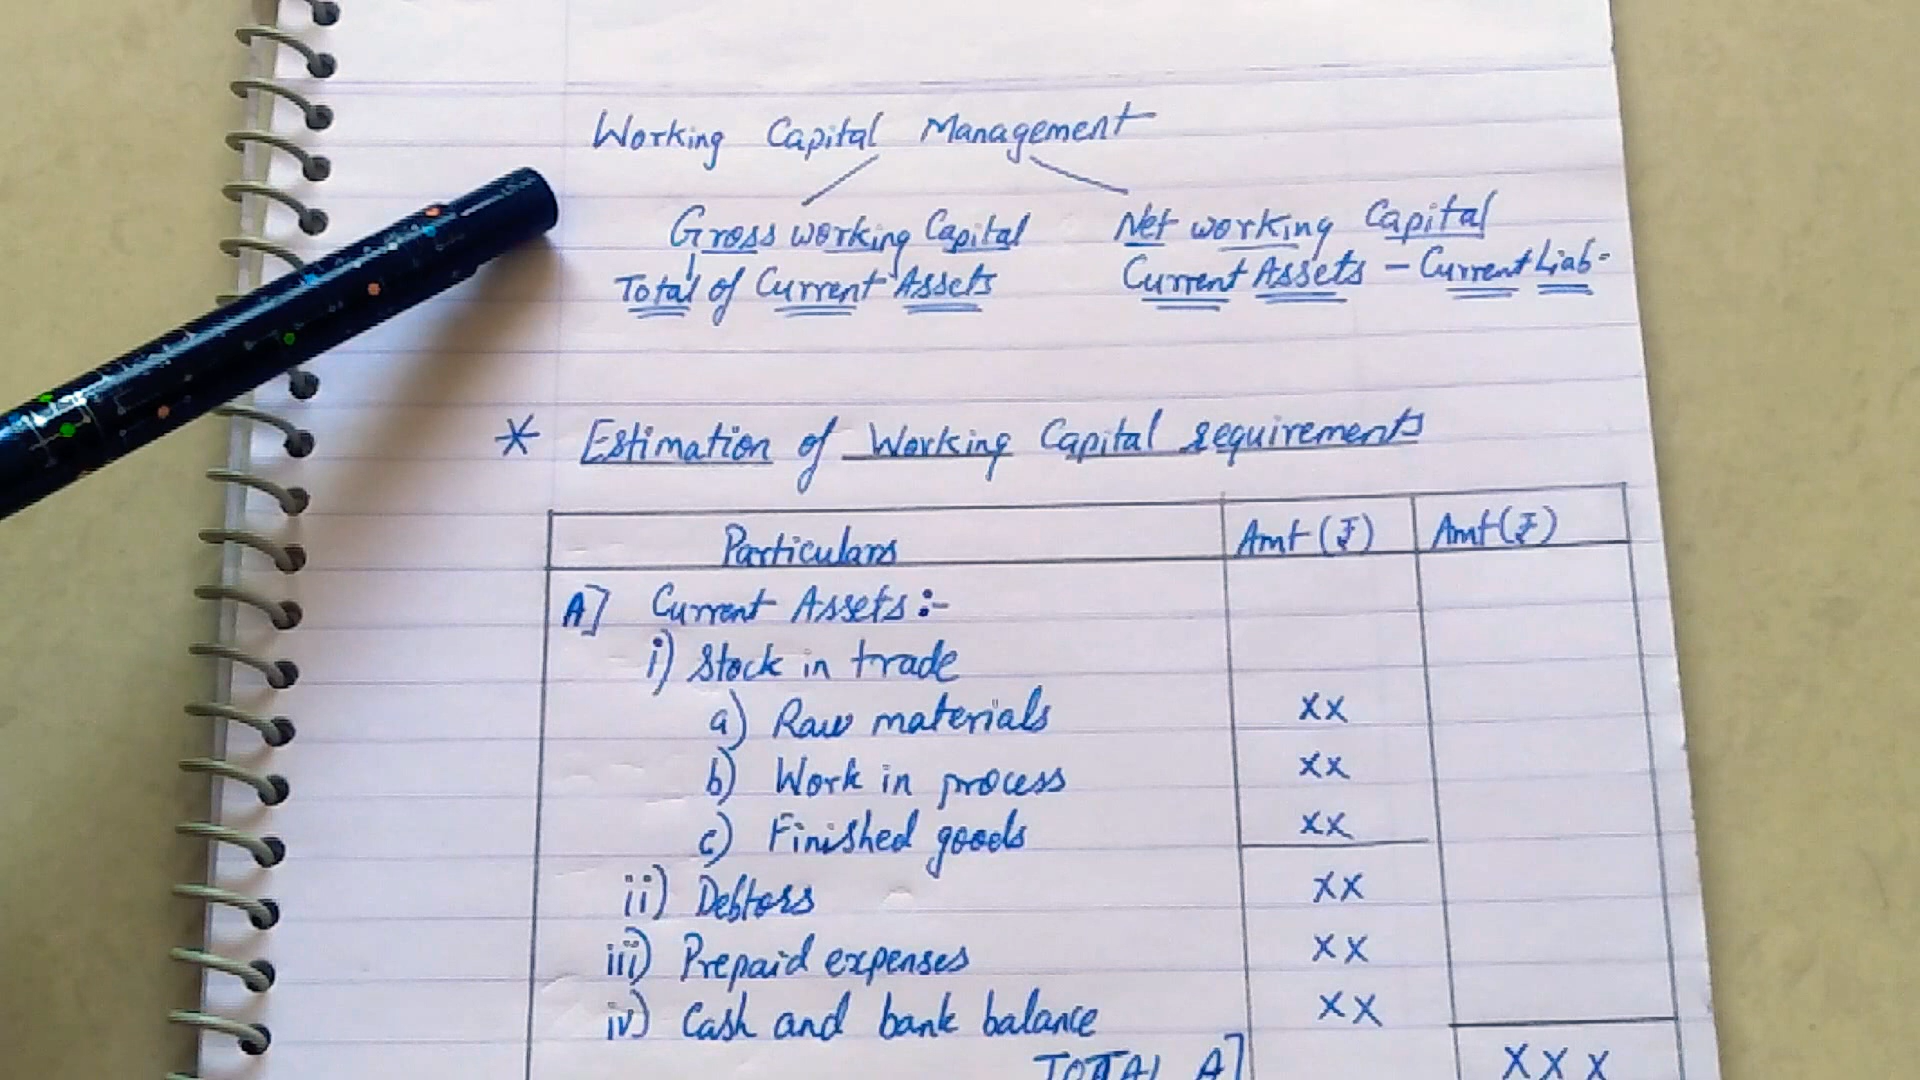 Working Capital Management
Gross working Capital
Total of Current Assets
Net working Capital
Current Assets - Current Liab-
* Estimation of Working Capital requirements
Particulars Amt (₹) Amt (₹)
A] Current Assets :-
i) Stock in trade
a) Raw materials XX
b) Work in process XX
c) Finished goods XX
ii) Debtors XX
iii) Prepaid expenses XX
iv) Cash and bank balance XX
TOTAL A] XXX